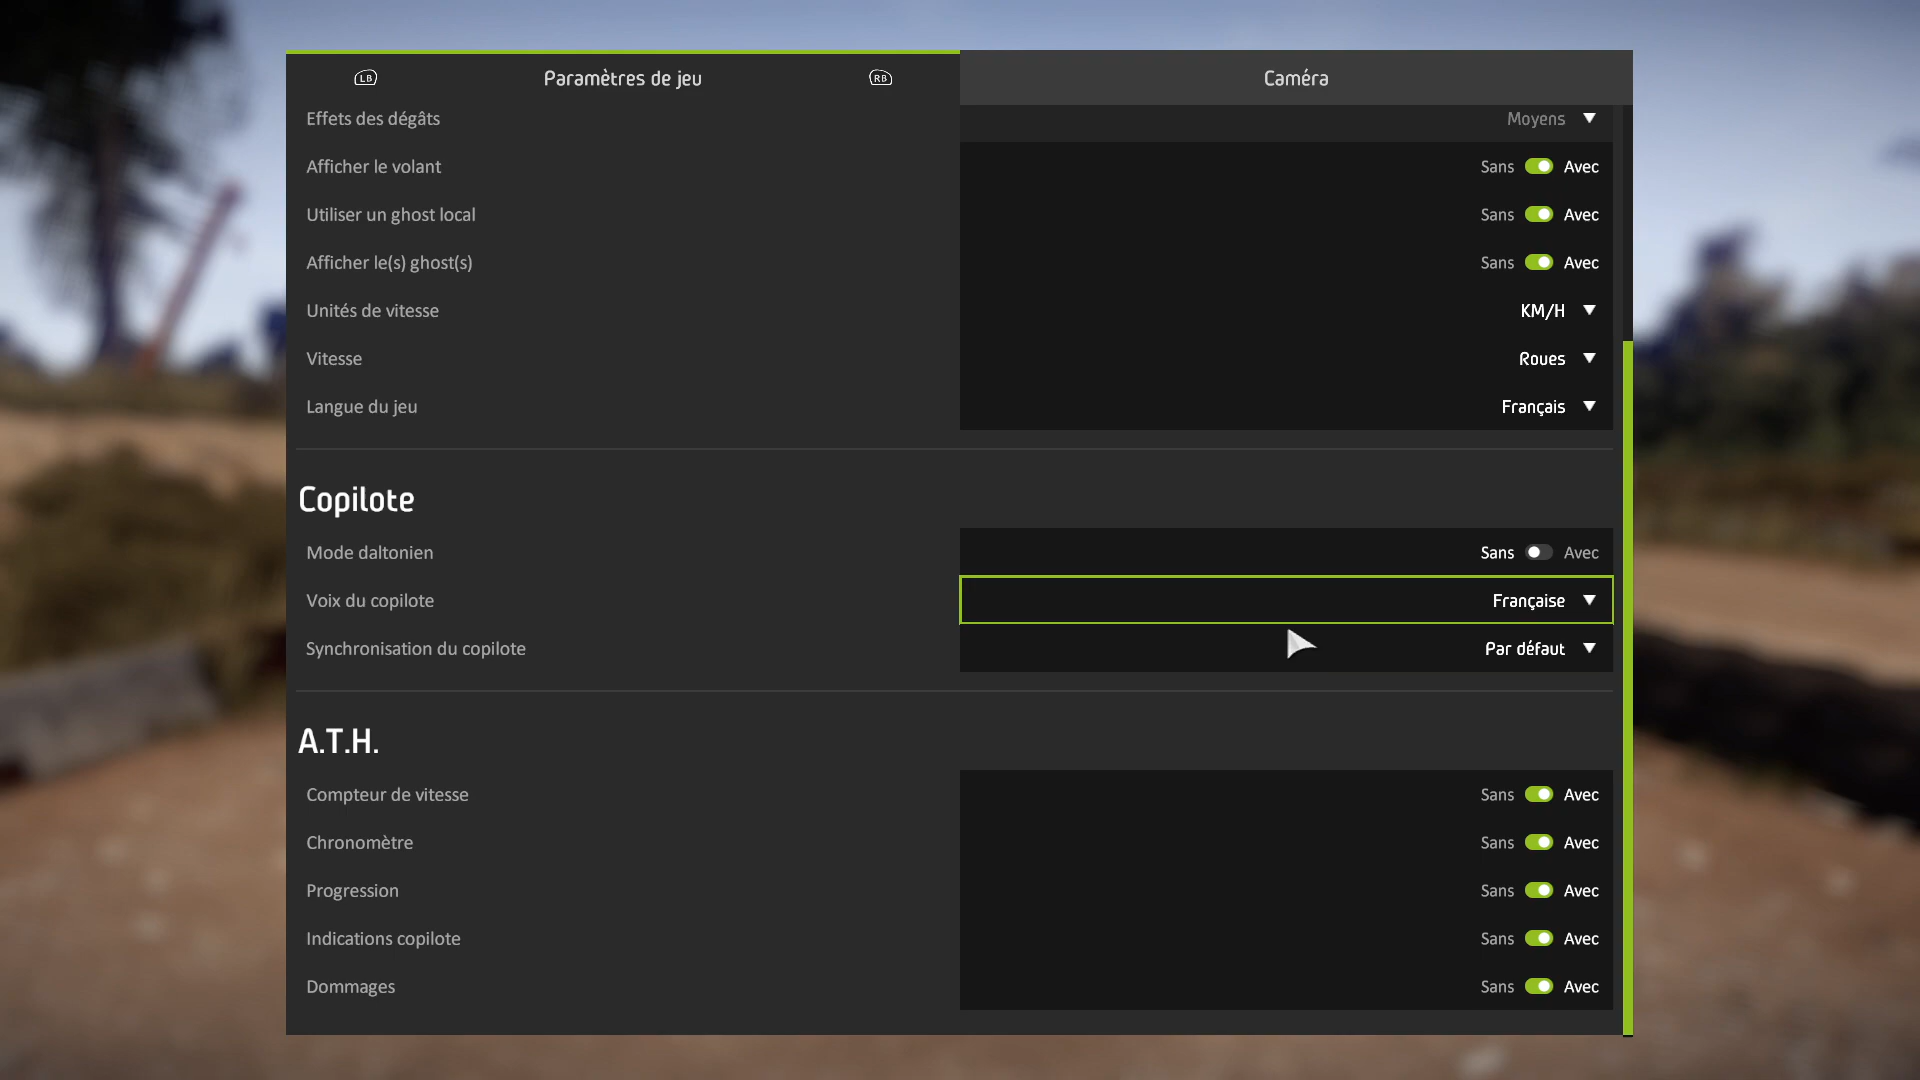 LB Paramètres de jeu RB Caméra
Effets des dégâts Moyens
Afficher le volant Sans Avec
Utiliser un ghost local Sans Avec
Afficher le(s) ghost(s) Sans Avec
Unités de vitesse KM/H
Vitesse Roues
Langue du jeu Français
Copilote
Mode daltonien Sans Avec
Voix du copilote Française
Synchronisation du copilote Par défaut
A.T.H.
Compteur de vitesse Sans Avec
Chronomètre Sans Avec
Progression Sans Avec
Indications copilote Sans Avec
Dommages Sans Avec